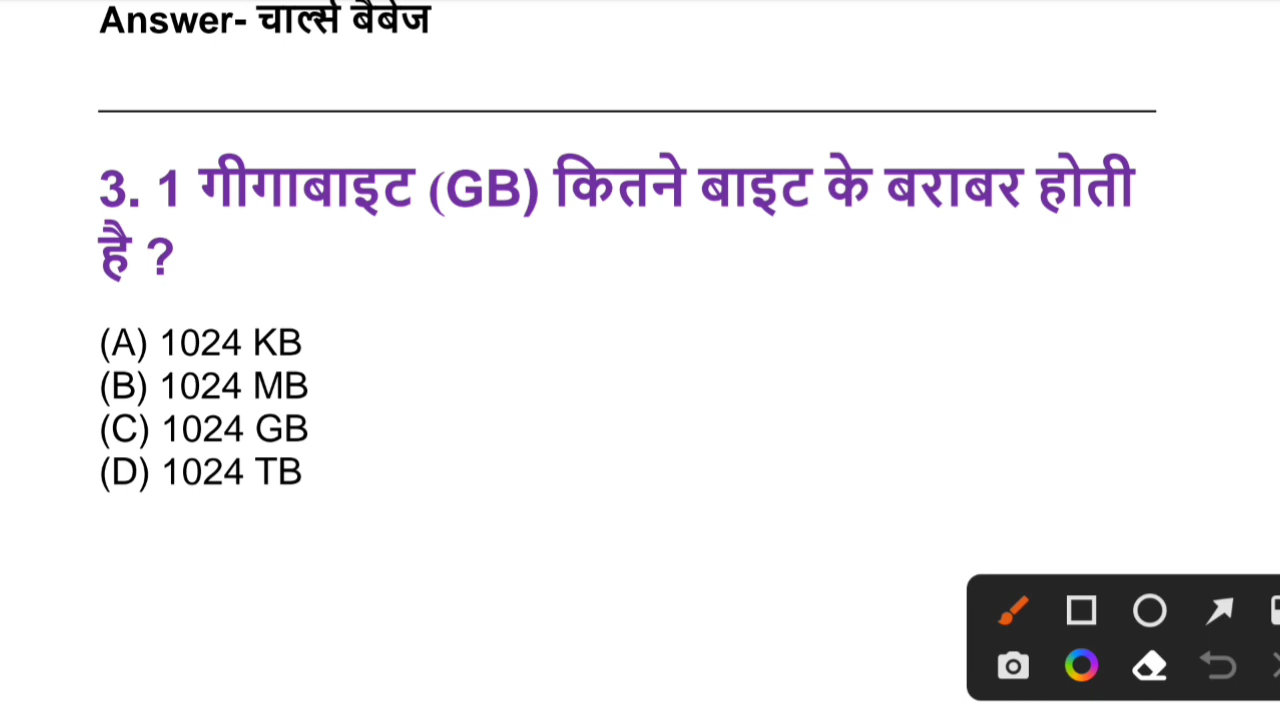 Answer- चार्ल्स बैबेज
3. 1 गीगाबाइट (GB) कितने बाइट के बराबर होती
है ?
(A) 1024 KB
(B) 1024 MB
(C) 1024 GB
(D) 1024 TB